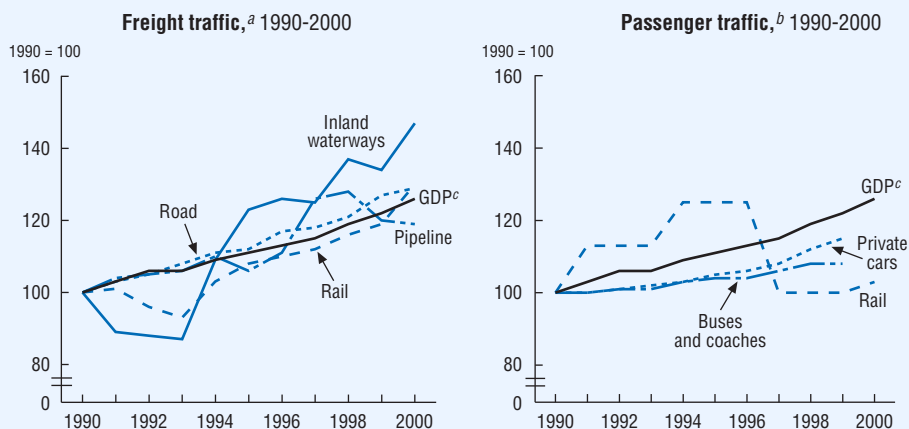 Freight traffic,a 1990-2000
1990 = 100
160
140
120
100
80
0
Inland
waterways
Road
GDPc
Pipeline
Rail
1990 1992 1994 1996 1998 2000
Passenger traffic,b 1990-2000
1990 = 100
160
140
120
100
80
0
GDPc
Private
cars
Rail
Buses
and coaches
1990 1992 1994 1996 1998 2000